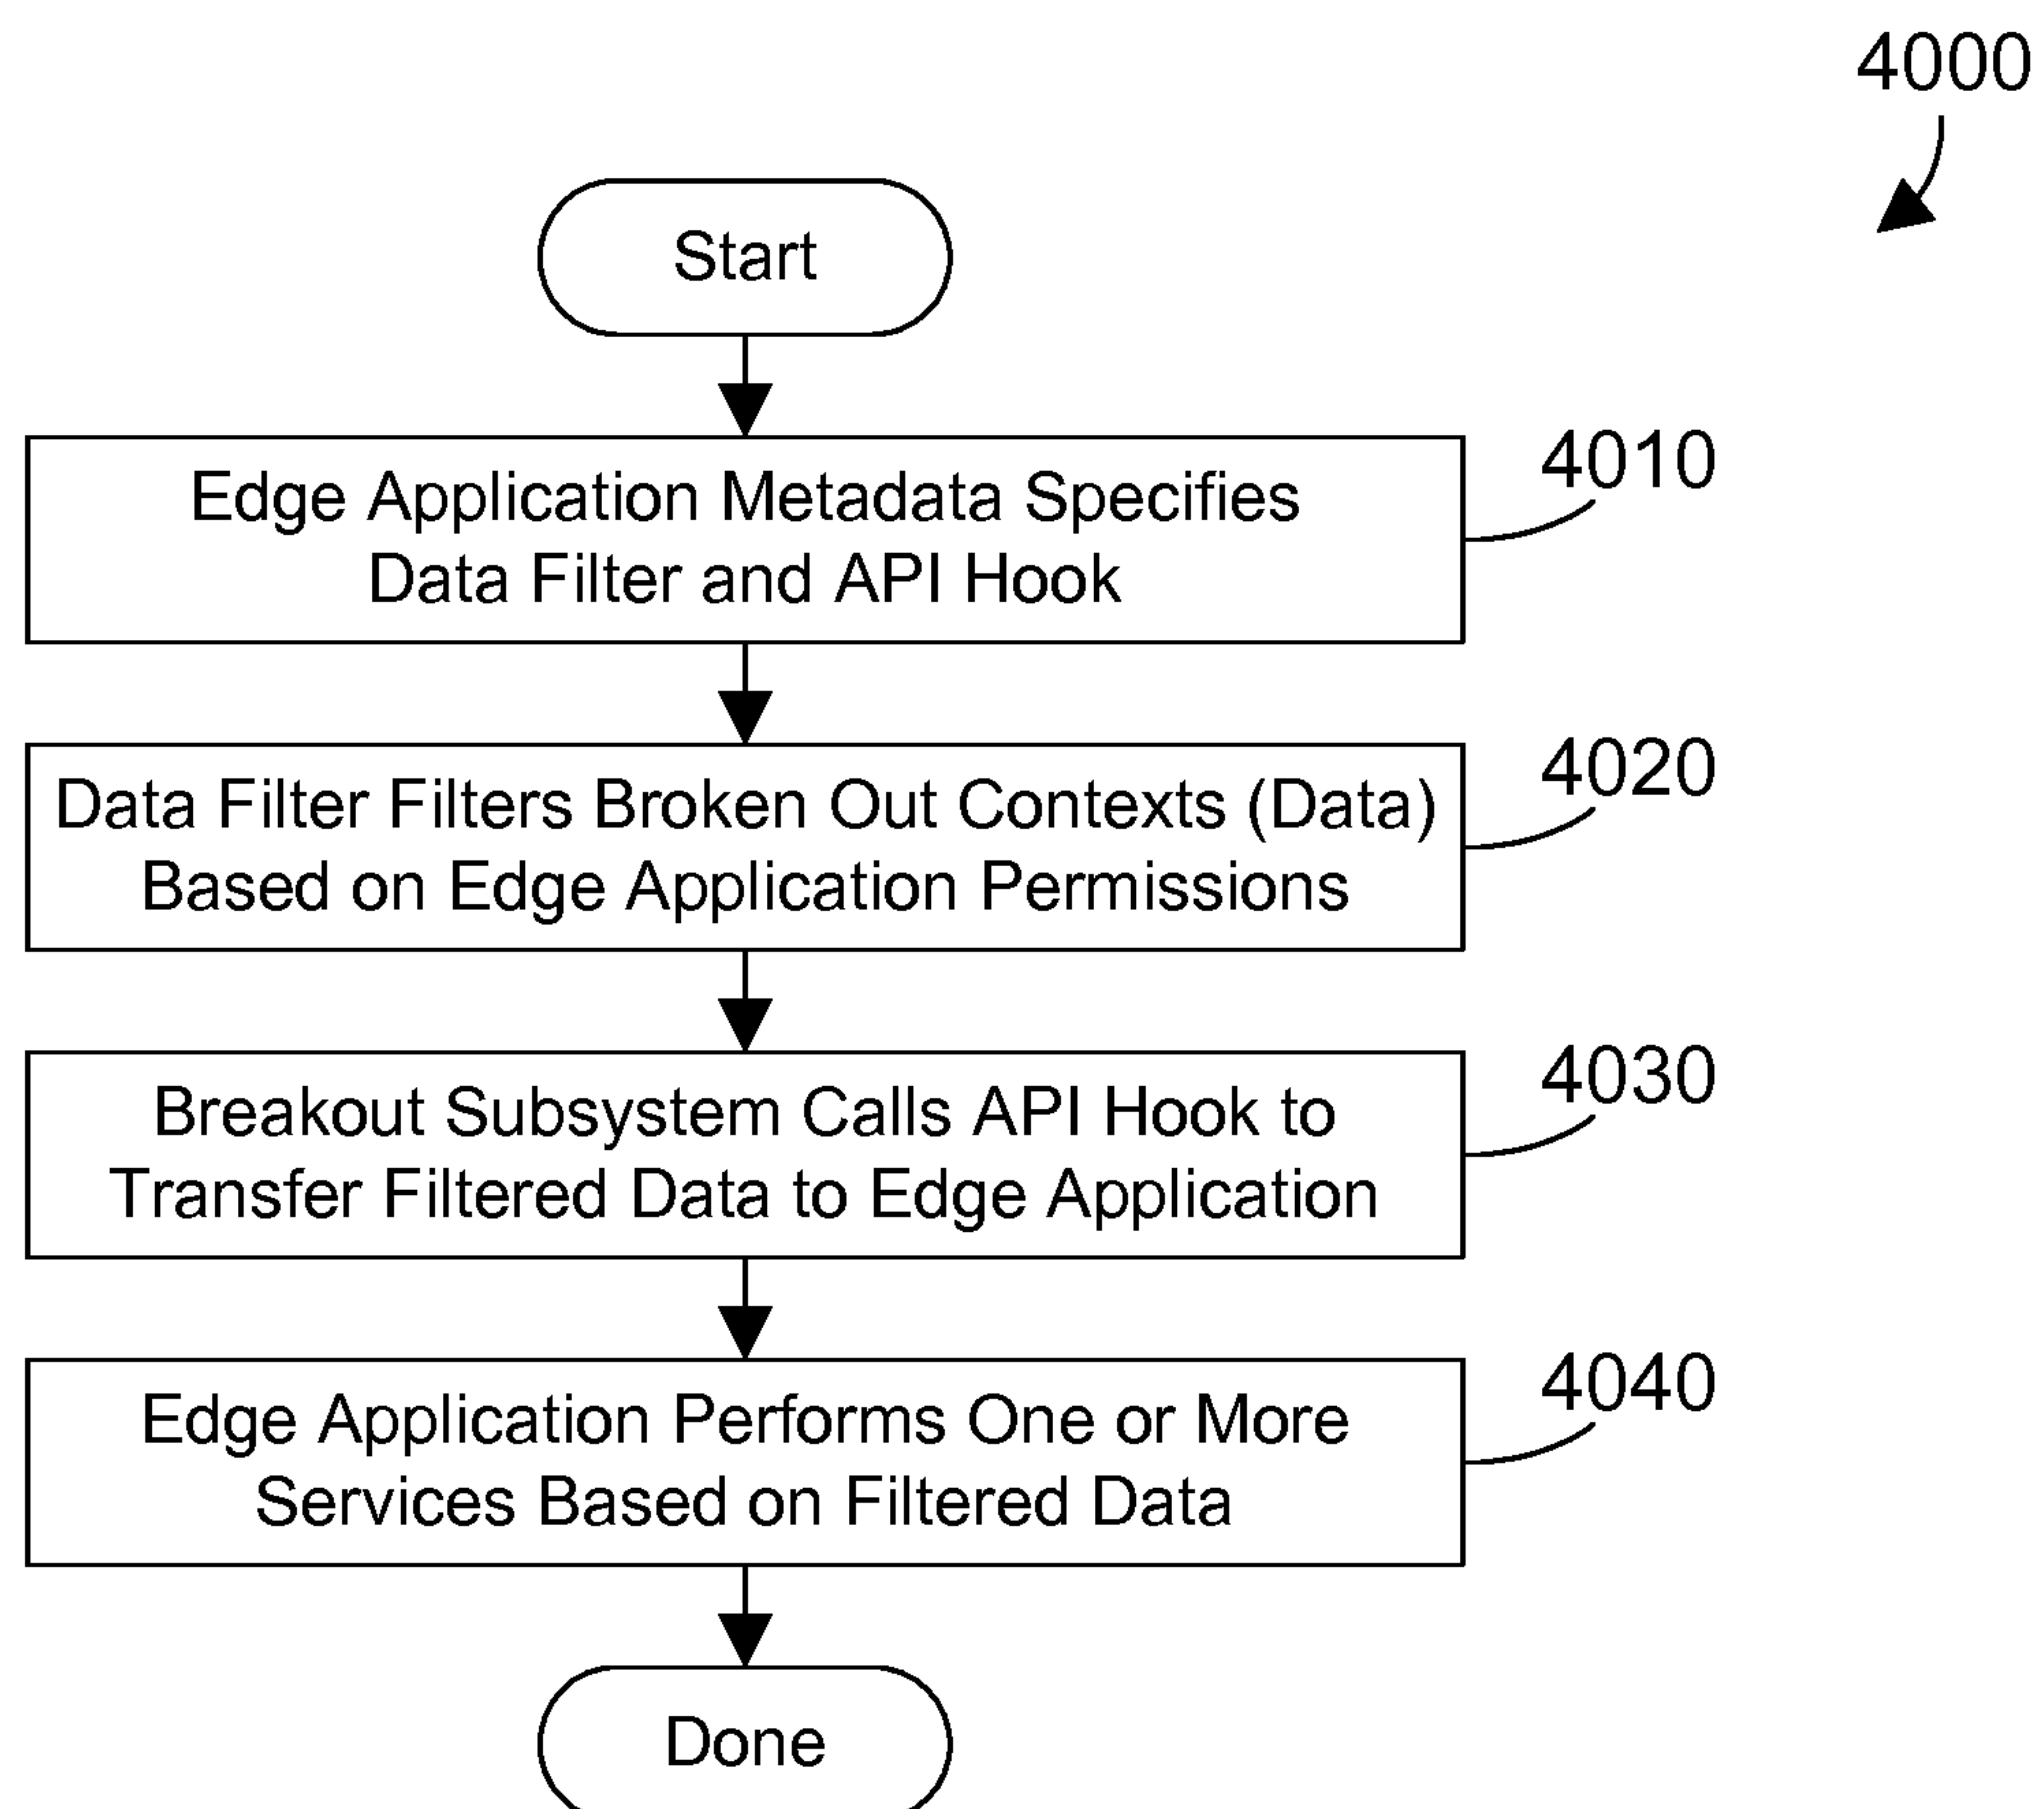 4000
Start
Edge Application Metadata Specifies
Data Filter and API Hook
4010
Data Filter Filters Broken Out Contexts (Data)
Based on Edge Application Permissions
4020
Breakout Subsystem Calls API Hook to
Transfer Filtered Data to Edge Application
4030
Edge Application Performs One or More
Services Based on Filtered Data
4040
Done